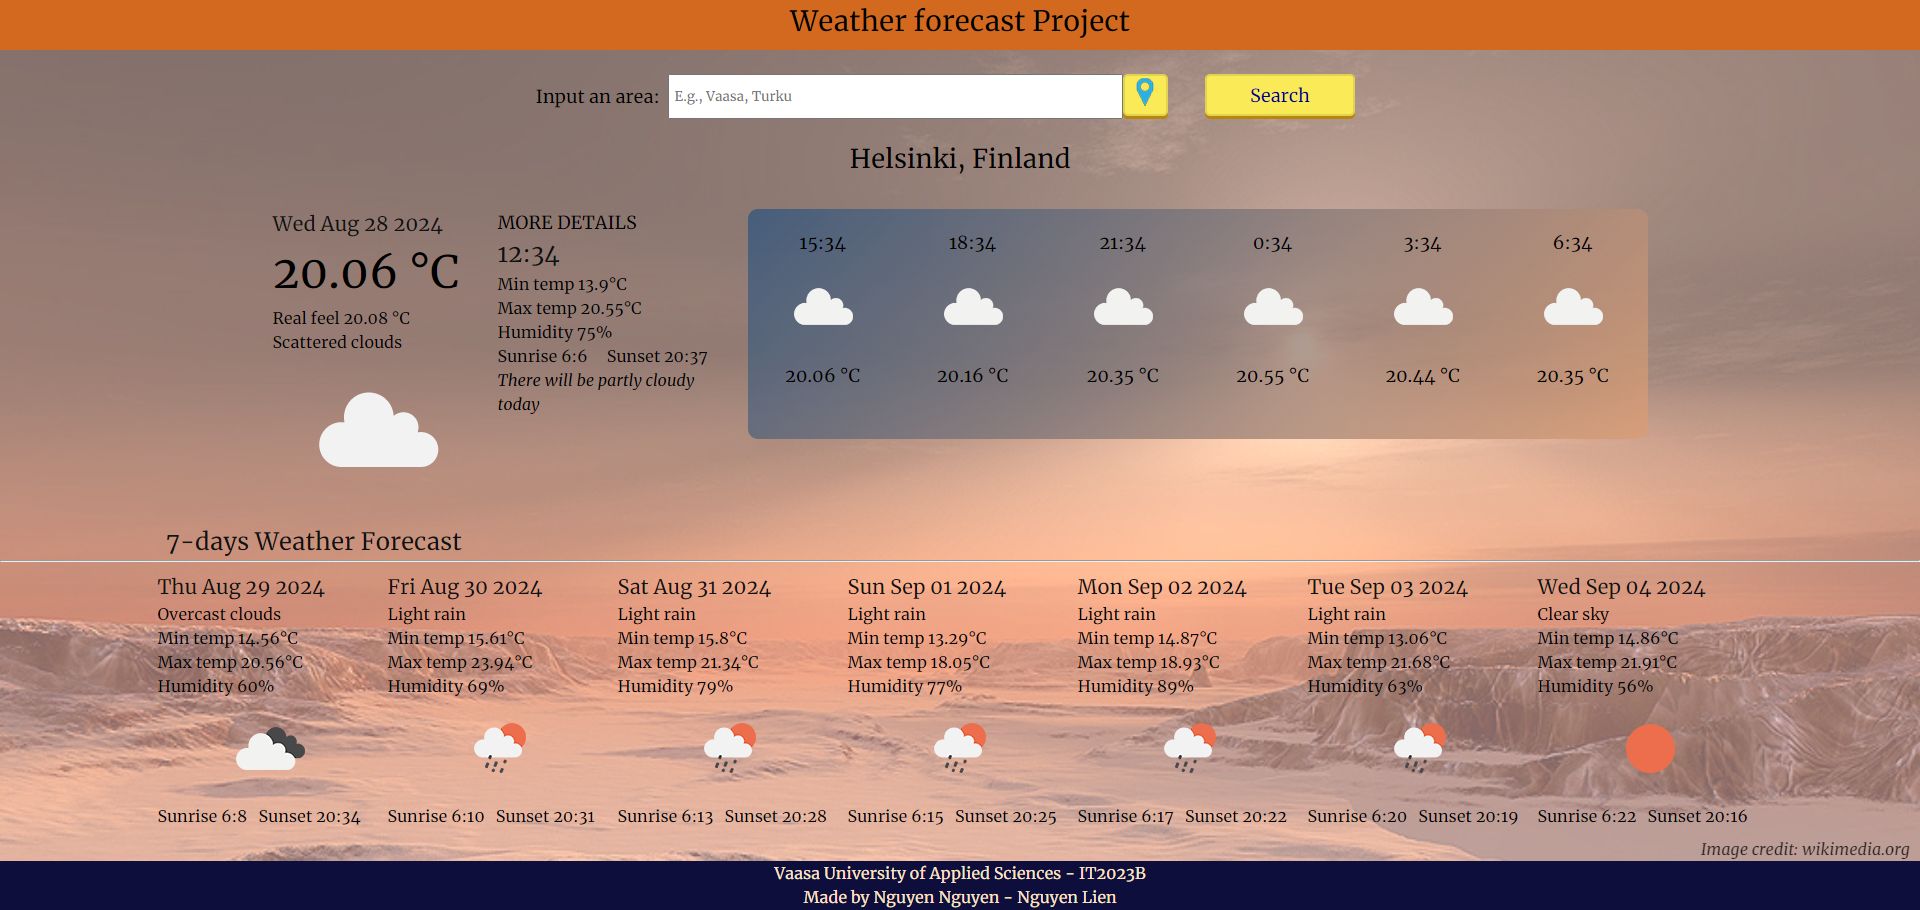 Weather forecast Project
Input an area: E.g., Vaasa, Turku Search
Helsinki, Finland
Wed Aug 28 2024
20.06 °C
Real feel 20.08 °C
Scattered clouds
MORE DETAILS
12:34
Min temp 13.9°C
Max temp 20.55°C
Humidity 75%
Sunrise 6:6 Sunset 20:37
There will be partly cloudy
today
15:34 18:34 21:34 0:34 3:34 6:34
20.06 °C 20.16 °C 20.35 °C 20.55 °C 20.44 °C 20.35 °C
7-days Weather Forecast
Thu Aug 29 2024
Overcast clouds
Min temp 14.56°C
Max temp 20.56°C
Humidity 60%
Sunrise 6:8 Sunset 20:34
Fri Aug 30 2024
Light rain
Min temp 15.61°C
Max temp 23.94°C
Humidity 69%
Sunrise 6:10 Sunset 20:31
Sat Aug 31 2024
Light rain
Min temp 15.8°C
Max temp 21.34°C
Humidity 79%
Sunrise 6:13 Sunset 20:28
Sun Sep 01 2024
Light rain
Min temp 13.29°C
Max temp 18.05°C
Humidity 77%
Sunrise 6:15 Sunset 20:25
Mon Sep 02 2024
Light rain
Min temp 14.87°C
Max temp 18.93°C
Humidity 89%
Sunrise 6:17 Sunset 20:22
Tue Sep 03 2024
Light rain
Min temp 13.06°C
Max temp 21.68°C
Humidity 63%
Sunrise 6:20 Sunset 20:19
Wed Sep 04 2024
Clear sky
Min temp 14.86°C
Max temp 21.91°C
Humidity 56%
Sunrise 6:22 Sunset 20:16
Image credit: wikimedia.org
Vaasa University of Applied Sciences - IT2023B
Made by Nguyen Nguyen - Nguyen Lien